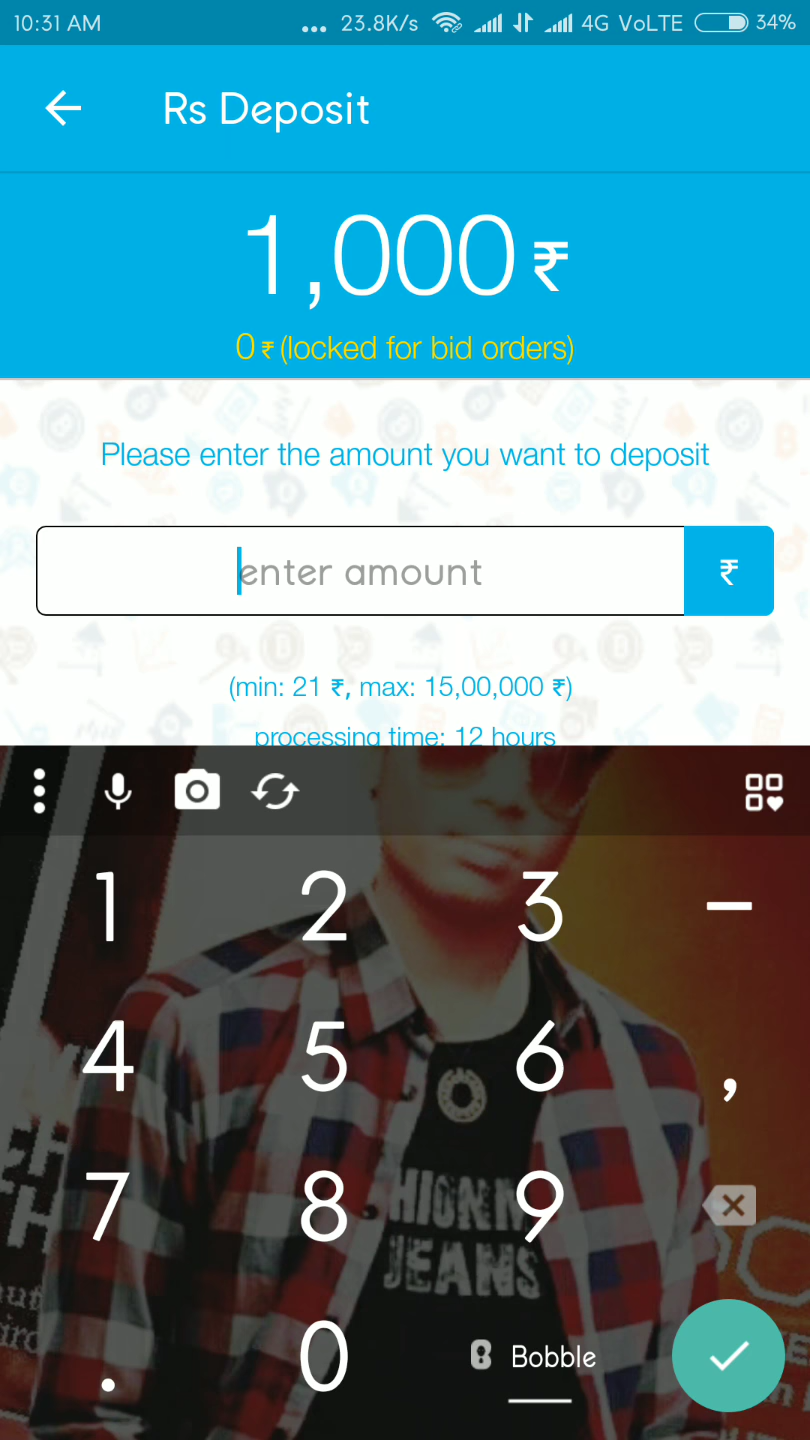 10:31 AM ... 23.8K/s 4G VoLTE 34%
Rs Deposit
1,000 ₹
0 ₹ (locked for bid orders)
Please enter the amount you want to deposit
enter amount ₹
(min: 21 ₹, max: 15,00,000 ₹)
processing time: 12 hours
1 2 3 –
4 5 6 ,
7 8 9
HIONN
JEANS
. 0 Bobble